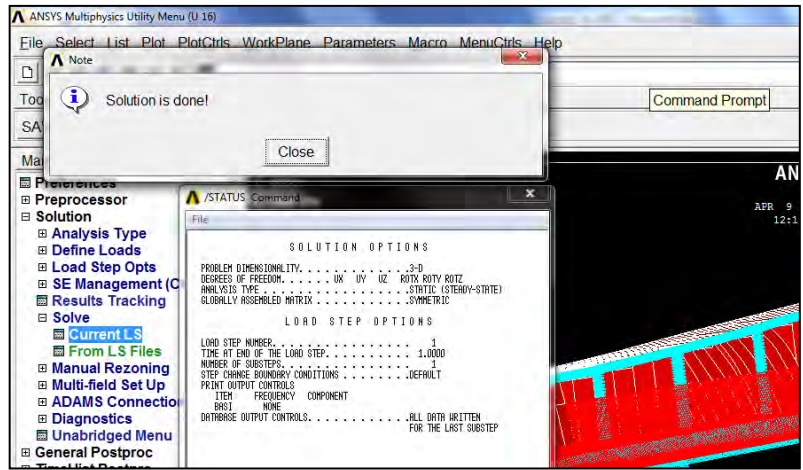 ANSYS Multiphysics Utility Menu (U 16)
File Select List Plot PlotCtrls WorkPlane Parameters Macro MenuCtrls Help
Note
Solution is done!
Close
Command Prompt
AN
APR 9
12:1
Preferences
Preprocessor
Solution
Analysis Type
Define Loads
Load Step Opts
SE Management (C
Results Tracking
Solve
Current LS
From LS Files
Manual Rezoning
Multi-field Set Up
ADAMS Connection
Diagnostics
Unabridged Menu
General Postproc
/STATUS Command
File
SOLUTION OPTIONS
PROBLEM DIMENSIONALITY. . . . . . . . . . . . .3-D
DEGREES OF FREEDOM. . . . . . UX UY UZ ROTX ROTY ROTZ
ANALYSIS TYPE . . . . . . . . . . . . . . . . .STATIC (STEADY-STATE)
GLOBALLY ASSEMBLED MATRIX . . . . . . . . . . .SYMMETRIC
LOAD STEP OPTIONS
LOAD STEP NUMBER. . . . . . . . . . . . . . . . 1
TIME AT END OF THE LOAD STEP. . . . . . . . . . 1.0000
NUMBER OF SUBSTEPS. . . . . . . . . . . . . . . 1
STEP CHANGE BOUNDARY CONDITIONS . . . . . . . .DEFAULT
PRINT OUTPUT CONTROLS
ITEM FREQUENCY COMPONENT
BASI NONE
DATABASE OUTPUT CONTROLS. . . . . . . . . . . .ALL DATA WRITTEN
FOR THE LAST SUBSTEP